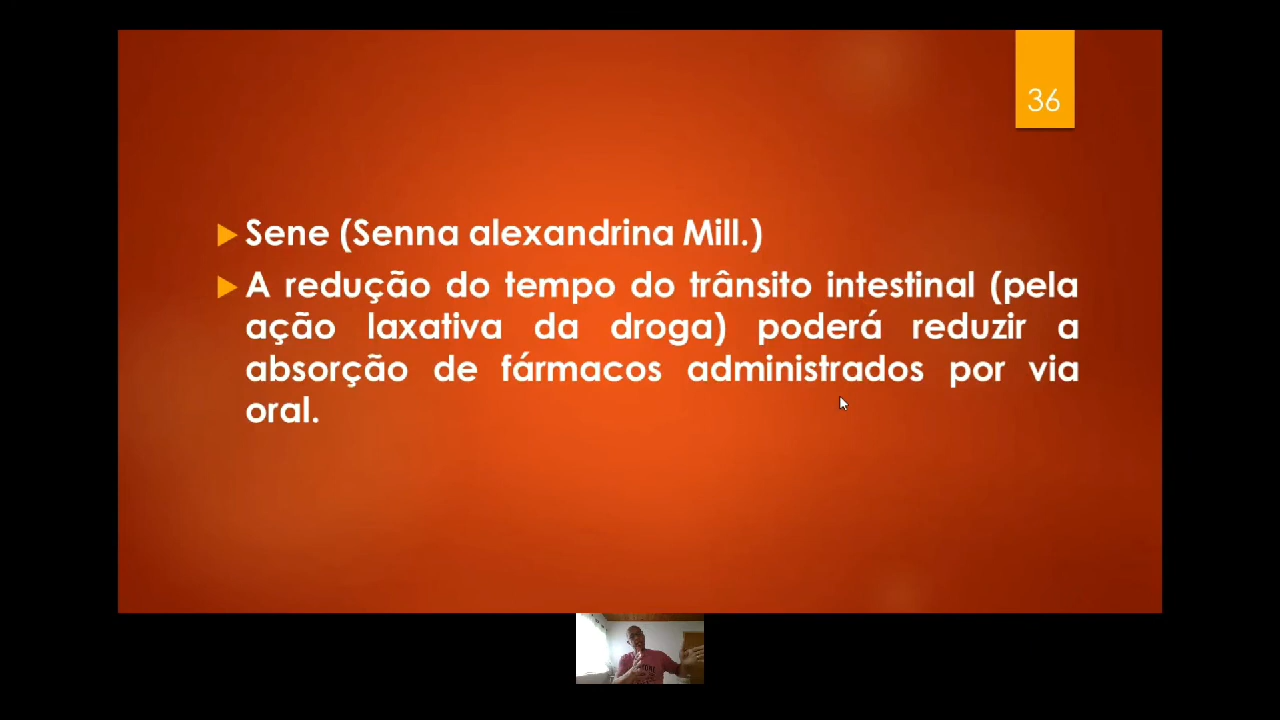 36
Sene (Senna alexandrina Mill.)
A redução do tempo do trânsito intestinal (pela
ação laxativa da droga) poderá reduzir a
absorção de fármacos administrados por via
oral.